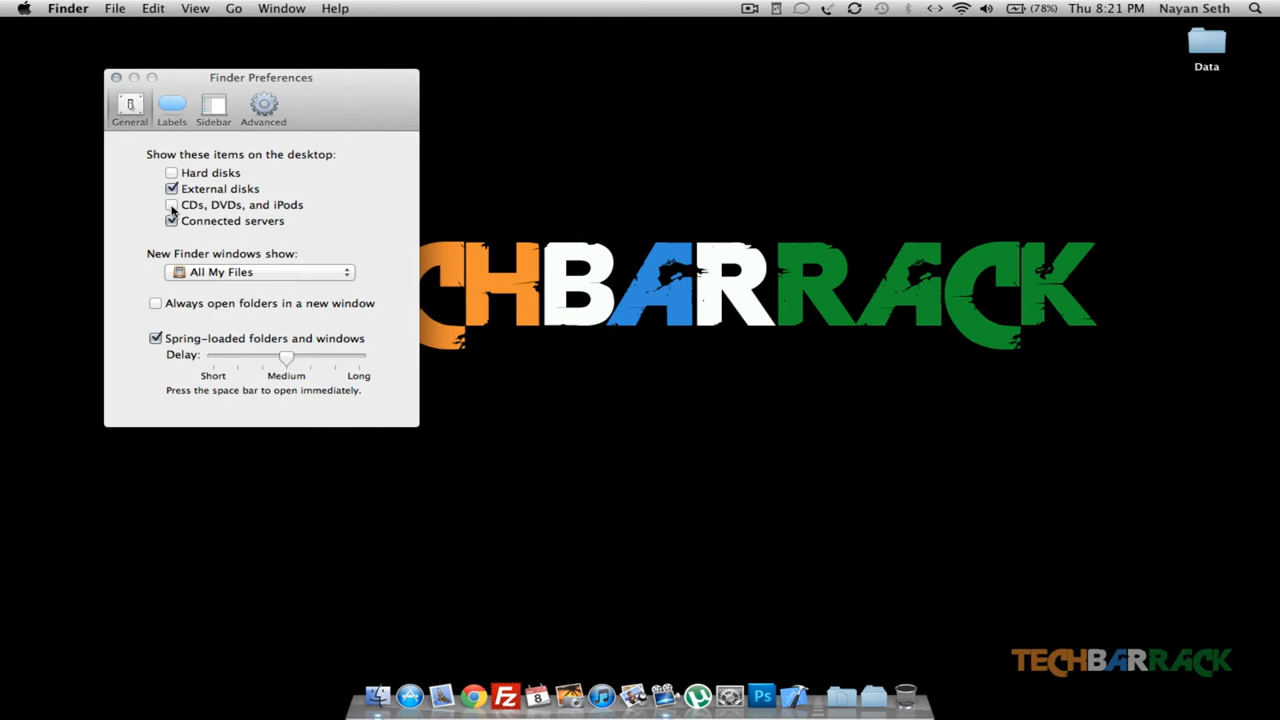 Finder File Edit View Go Window Help (78%) Thu 8:21 PM Nayan Seth
Data
Finder Preferences
General Labels Sidebar Advanced
Show these items on the desktop:
Hard disks
External disks
CDs, DVDs, and iPods
Connected servers
New Finder windows show:
All My Files
Always open folders in a new window
Spring-loaded folders and windows
Delay:
Short Medium Long
Press the space bar to open immediately.
CHBARRACK
TECHBARRACK
Fz 8 Ps